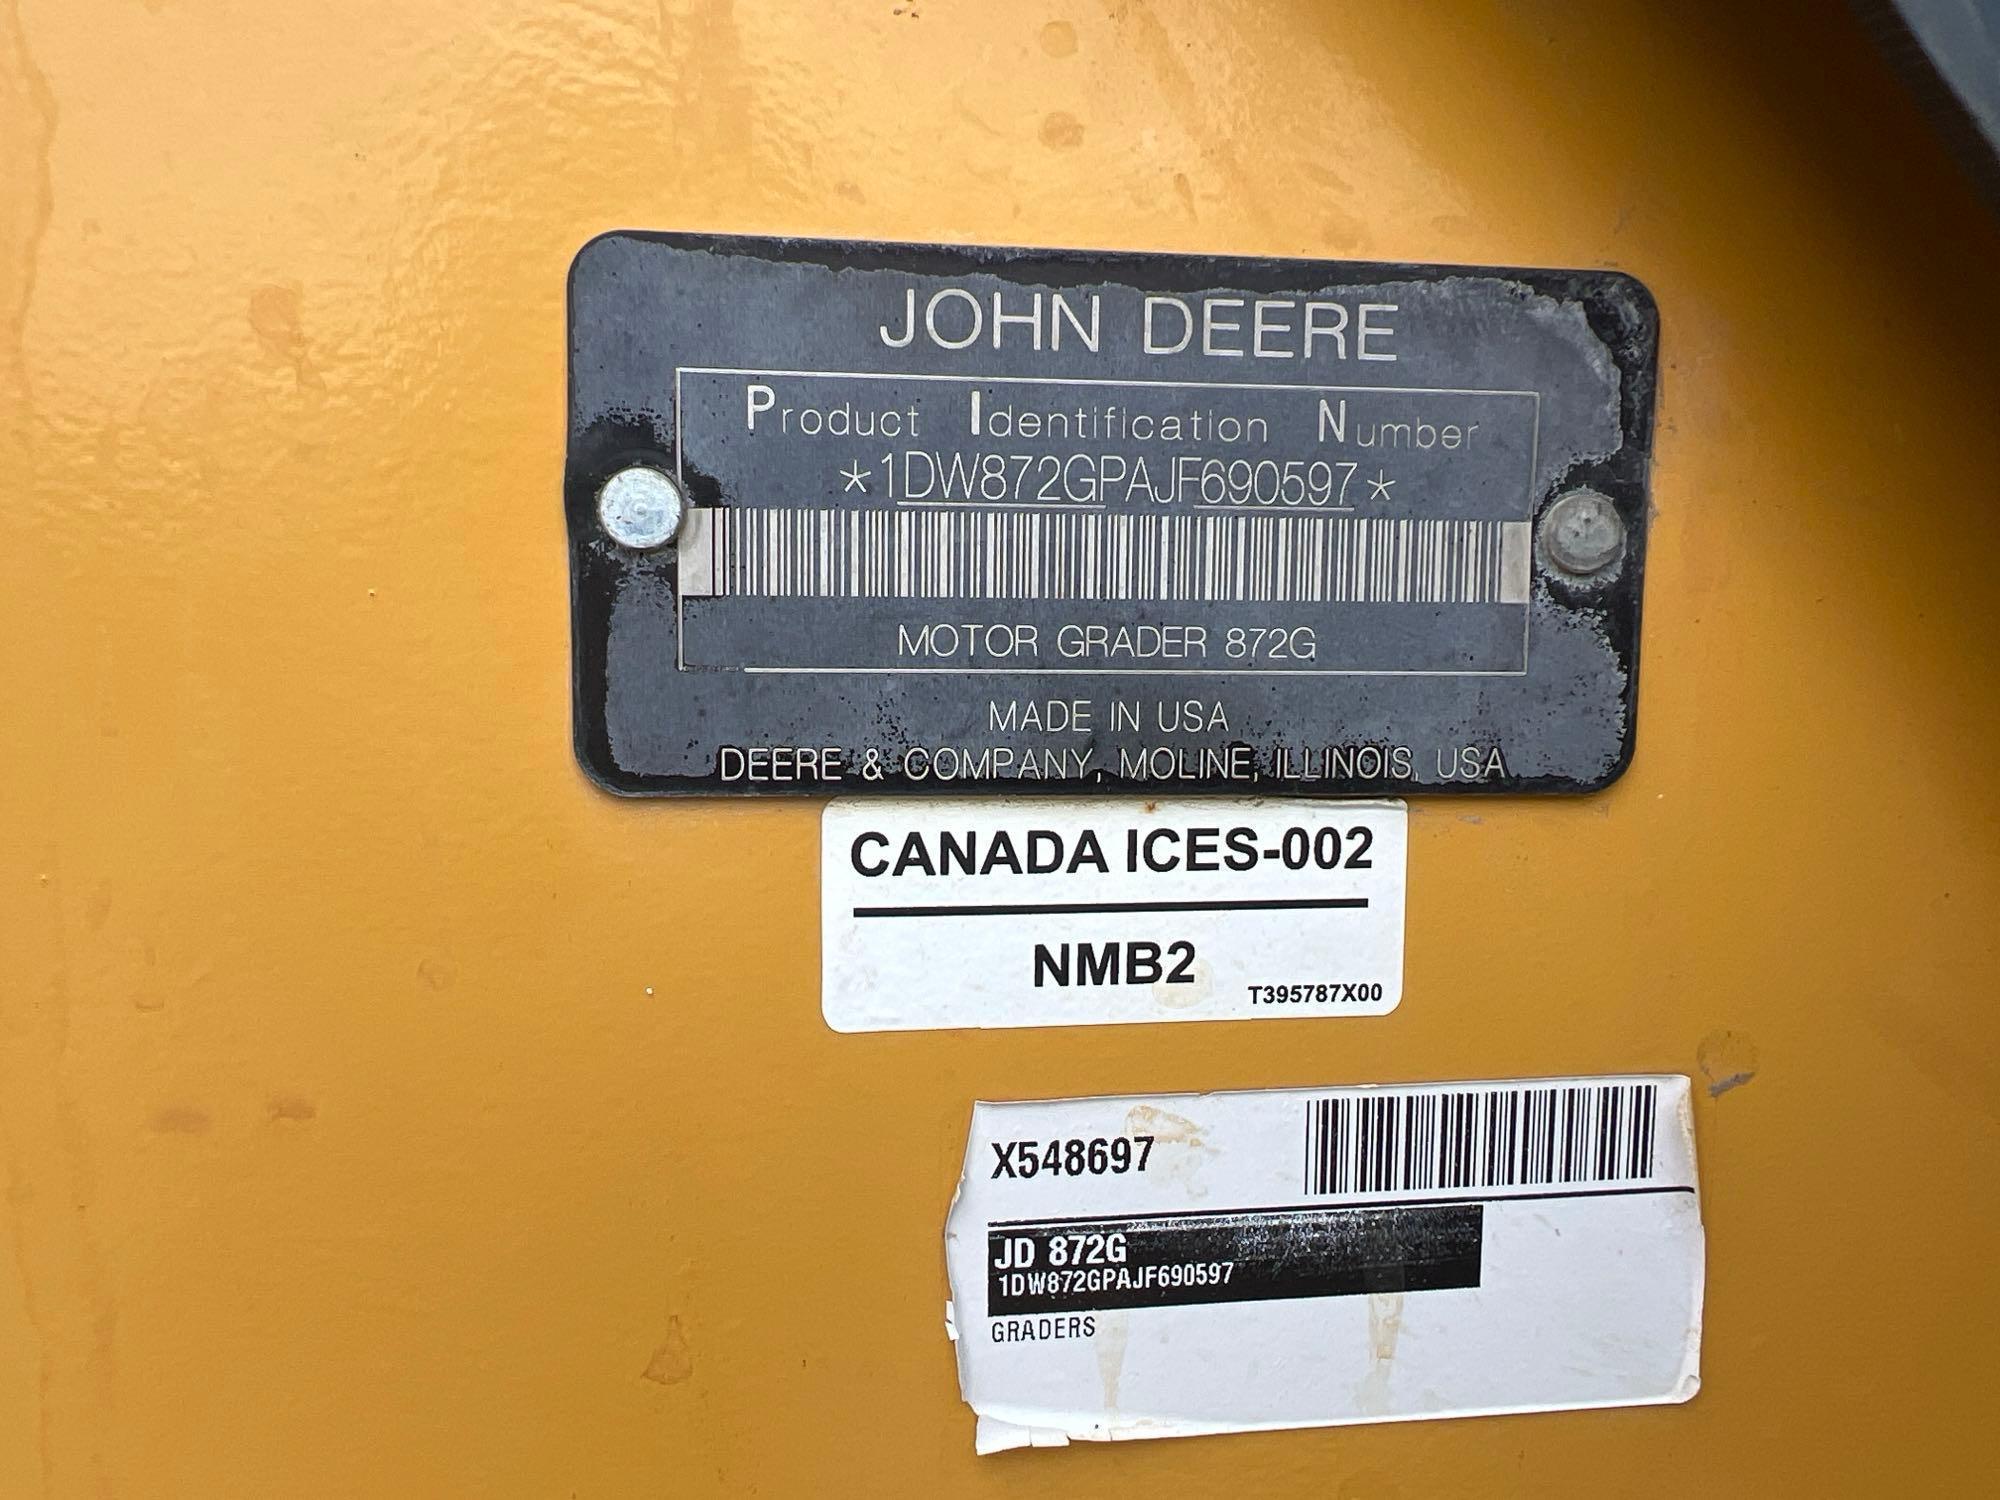 JOHN DEERE
Product Identification Number
*1DW872GPAJF690597*
MOTOR GRADER 872G
MADE IN USA
DEERE & COMPANY, MOLINE, ILLINOIS, USA
CANADA ICES-002
NMB2
T395787X00
X548697
JD 872G
1DW872GPAJF690597
GRADERS